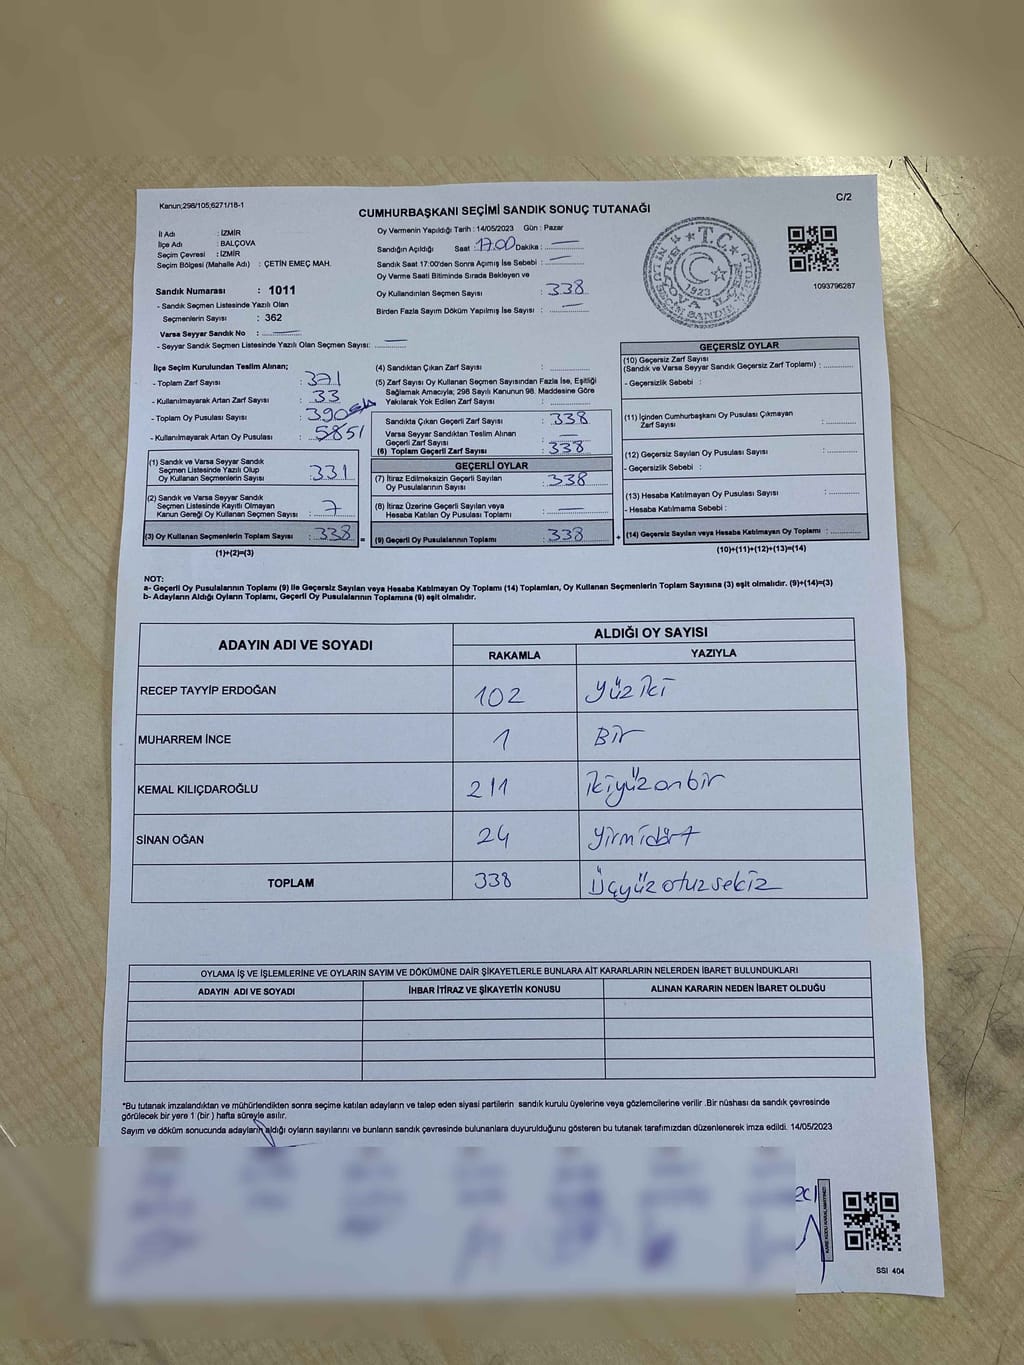 Kanun;298/105;6271/18-1
C/2
CUMHURBAŞKANI SEÇİMİ SANDIK SONUÇ TUTANAĞI
İl Adı : İZMİR
İlçe Adı : BALÇOVA
Seçim Çevresi : İZMİR
Seçim Bölgesi (Mahalle Adı) : ÇETİN EMEÇ MAH.
Sandık Numarası : 1011
- Sandık Seçmen Listesinde Yazılı Olan
Seçmenlerin Sayısı : 362
Varsa Seyyar Sandık No :
- Seyyar Sandık Seçmen Listesinde Yazılı Olan Seçmen Sayısı:
Oy Vermenin Yapıldığı Tarih : 14/05/2023 Gün : Pazar
Sandığın Açıldığı Saat : 17.00 Dakika :
Sandık Saat 17:00'den Sonra Açımış İse Sebebi :
Oy Verme Saati Bitiminde Sırada Bekleyen ve
Oy Kullandırılan Seçmen Sayısı : 338
Birden Fazla Sayım Döküm Yapılmış İse Sayısı :
T.C.
1923
1093796287
İlçe Seçim Kurulundan Teslim Alınan;
- Toplam Zarf Sayısı : 371
- Kullanılmayarak Artan Zarf Sayısı : 33
- Toplam Oy Pusulası Sayısı : 390
- Kullanılmayarak Artan Oy Pusulası : 51
(1) Sandık ve Varsa Seyyar Sandık
Seçmen Listesinde Yazılı Olup
Oy Kullanan Seçmenlerin Sayısı : 331
(2) Sandık ve Varsa Seyyar Sandık
Seçmen Listesinde Kayıtlı Olmayan
Kanun Gereği Oy Kullanan Seçmen Sayısı : 7
(3) Oy Kullanan Seçmenlerin Toplam Sayısı : 338
(1)+(2)=(3)
(4) Sandıktan Çıkan Zarf Sayısı :
(5) Zarf Sayısı Oy Kullanan Seçmen Sayısından Fazla İse, Eşitliği
Sağlamak Amacıyla; 298 Sayılı Kanunun 98. Maddesine Göre
Yakılarak Yok Edilen Zarf Sayısı :
Sandıkta Çıkan Geçerli Zarf Sayısı : 338
Varsa Seyyar Sandıktan Teslim Alınan
Geçerli Zarf Sayısı :
(6) Toplam Geçerli Zarf Sayısı : 338
GEÇERLİ OYLAR
(7) İtiraz Edilmeksizin Geçerli Sayılan
Oy Pusulalarının Sayısı : 338
(8) İtiraz Üzerine Geçerli Sayılan veya
Hesaba Katılan Oy Pusulası Toplamı :
= (9) Geçerli Oy Pusulalarının Toplamı : 338
GEÇERSİZ OYLAR
(10) Geçersiz Zarf Sayısı
(Sandık ve Varsa Seyyar Sandık Geçersiz Zarf Toplamı) :
- Geçersizlik Sebebi :
(11) İçinden Cumhurbaşkanı Oy Pusulası Çıkmayan
Zarf Sayısı :
(12) Geçersiz Sayılan Oy Pusulası Sayısı :
- Geçersizlik Sebebi :
(13) Hesaba Katılmayan Oy Pusulası Sayısı :
- Hesaba Katılmama Sebebi :
+ (14) Geçersiz Sayılan veya Hesaba Katılmayan Oy Toplamı :
(10)+(11)+(12)+(13)=(14)
NOT:
a- Geçerli Oy Pusulalarının Toplamı (9) ile Geçersiz Sayılan veya Hesaba Katılmayan Oy Toplamı (14) Toplamları, Oy Kullanan Seçmenlerin Toplam Sayısına (3) eşit olmalıdır. (9)+(14)=(3)
b- Adayların Aldığı Oyların Toplamı, Geçerli Oy Pusulalarının Toplamına (9) eşit olmalıdır.
ADAYIN ADI VE SOYADI
ALDIĞI OY SAYISI
RAKAMLA YAZIYLA
RECEP TAYYİP ERDOĞAN 102 yüz iki
MUHARREM İNCE 1 Bir
KEMAL KILIÇDAROĞLU 211 ikiyüzonbir
SİNAN OĞAN 24 yirmidört
TOPLAM 338 Üçyüzotuzsekiz
OYLAMA İŞ VE İŞLEMLERİNE VE OYLARIN SAYIM VE DÖKÜMÜNE DAİR ŞİKAYETLERLE BUNLARA AİT KARARLARIN NELERDEN İBARET BULUNDUKLARI
ADAYIN ADI VE SOYADI İHBAR İTİRAZ VE ŞİKAYETİN KONUSU ALINAN KARARIN NEDEN İBARET OLDUĞU
*Bu tutanak imzalandıktan ve mühürlendikten sonra seçime katılan adayların ve talep eden siyasi partilerin sandık kurulu üyelerine veya gözlemcilerine verilir .Bir nüshası da sandık çevresinde
görülecek bir yere 1 (bir ) hafta süreyle asılır.
Sayım ve döküm sonucunda adayların aldığı oyların sayılarını ve bunların sandık çevresinde bulunanlara duyurulduğunu gösteren bu tutanak tarafımızdan düzenlenerek imza edildi. 14/05/2023
SSI 404